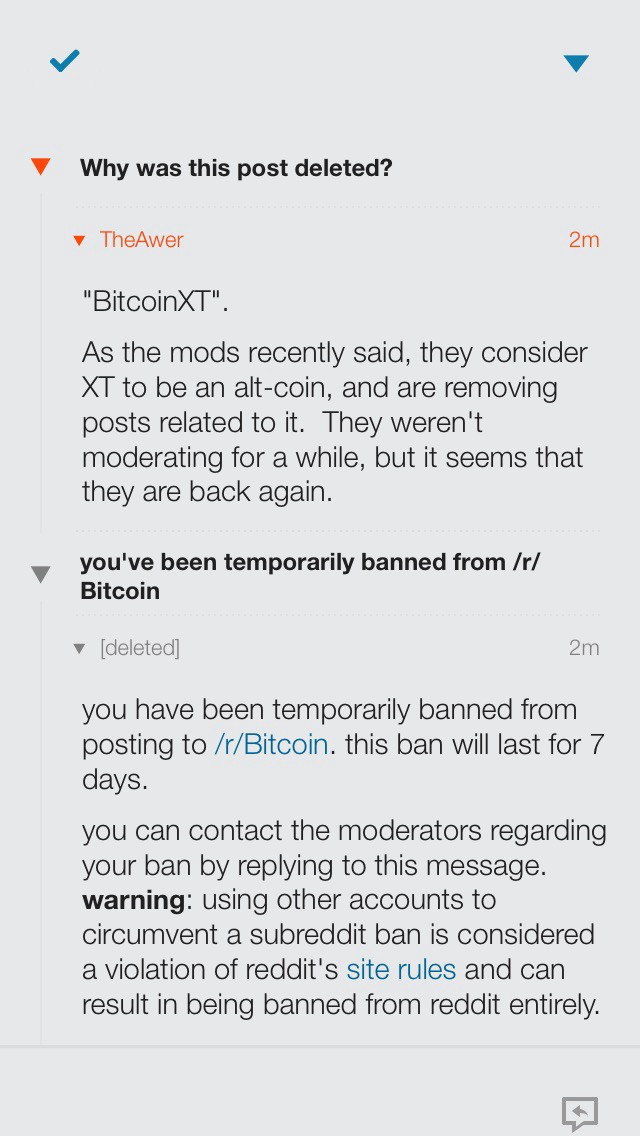 Why was this post deleted?
TheAwer 2m
"BitcoinXT".
As the mods recently said, they consider
XT to be an alt-coin, and are removing
posts related to it.  They weren't
moderating for a while, but it seems that
they are back again.
you've been temporarily banned from /r/
Bitcoin
[deleted] 2m
you have been temporarily banned from
posting to /r/Bitcoin. this ban will last for 7
days.
you can contact the moderators regarding
your ban by replying to this message.
warning: using other accounts to
circumvent a subreddit ban is considered
a violation of reddit's site rules and can
result in being banned from reddit entirely.